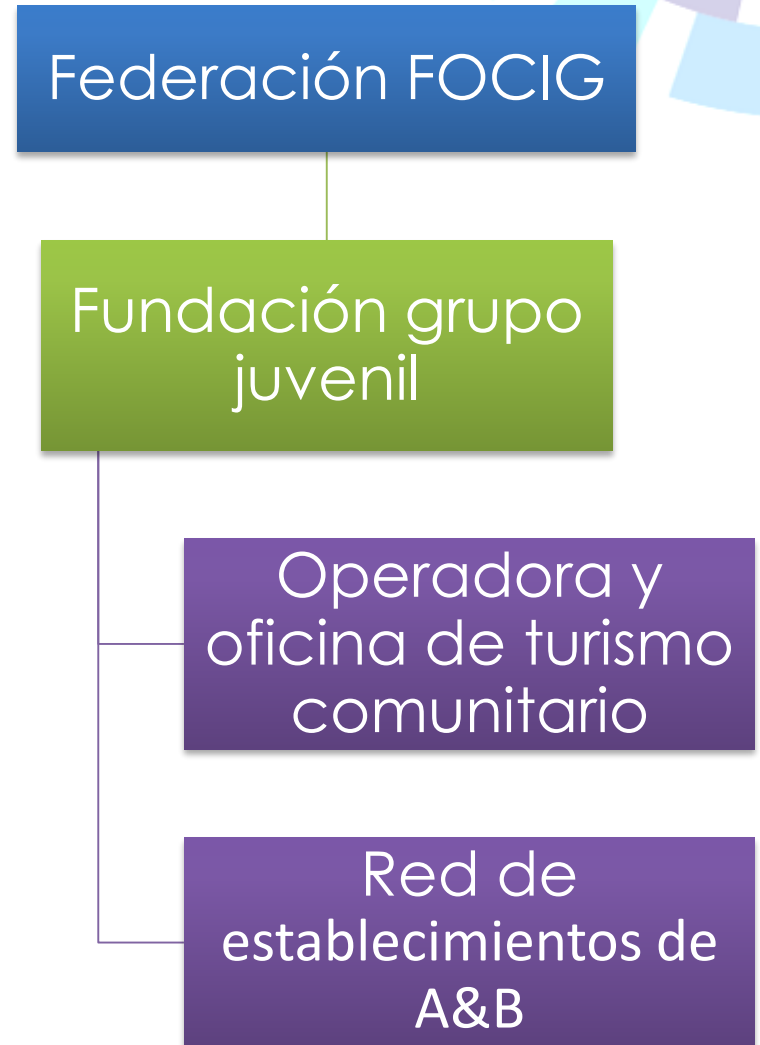 Federación FOCIG
Fundación grupo
juvenil
Operadora y
oficina de turismo
comunitario
Red de
establecimientos de
A&B